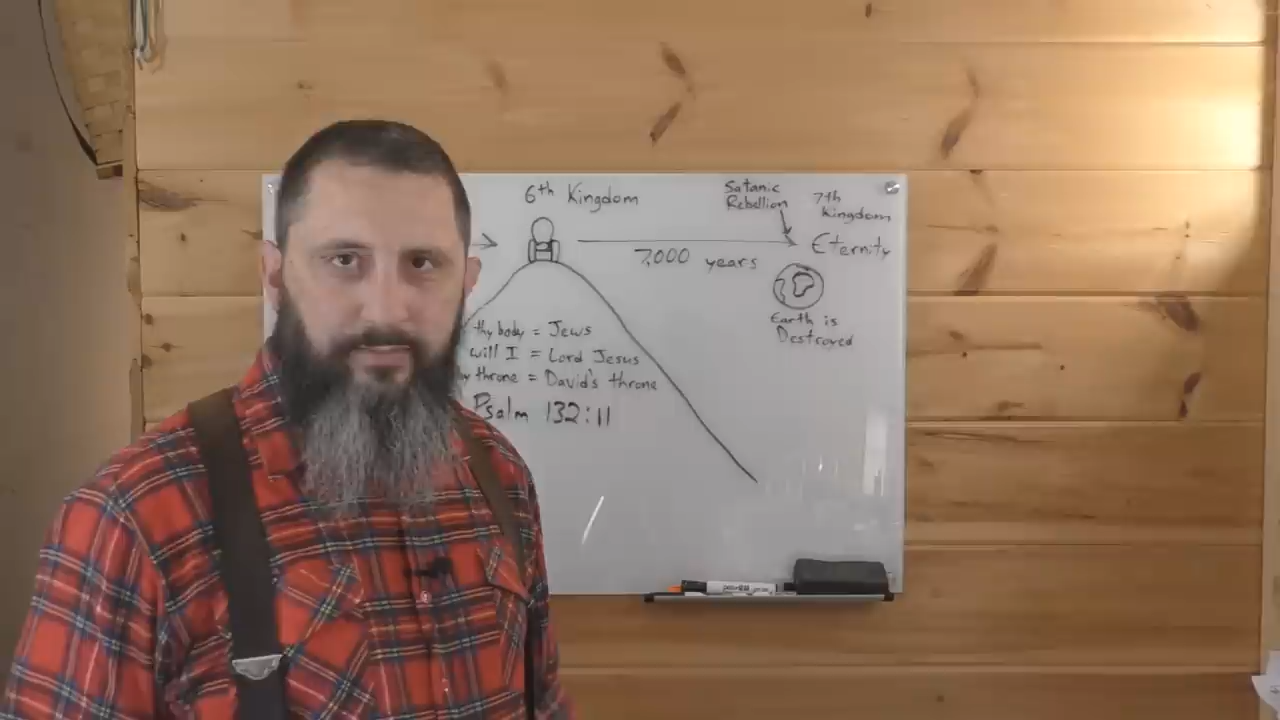 6th Kingdom
Satanic
Rebellion
7th
Kingdom
7,000 years
Eternity
Earth is
Destroyed
thy body = Jews
will I = Lord Jesus
throne = David's throne
Psalm 132:11